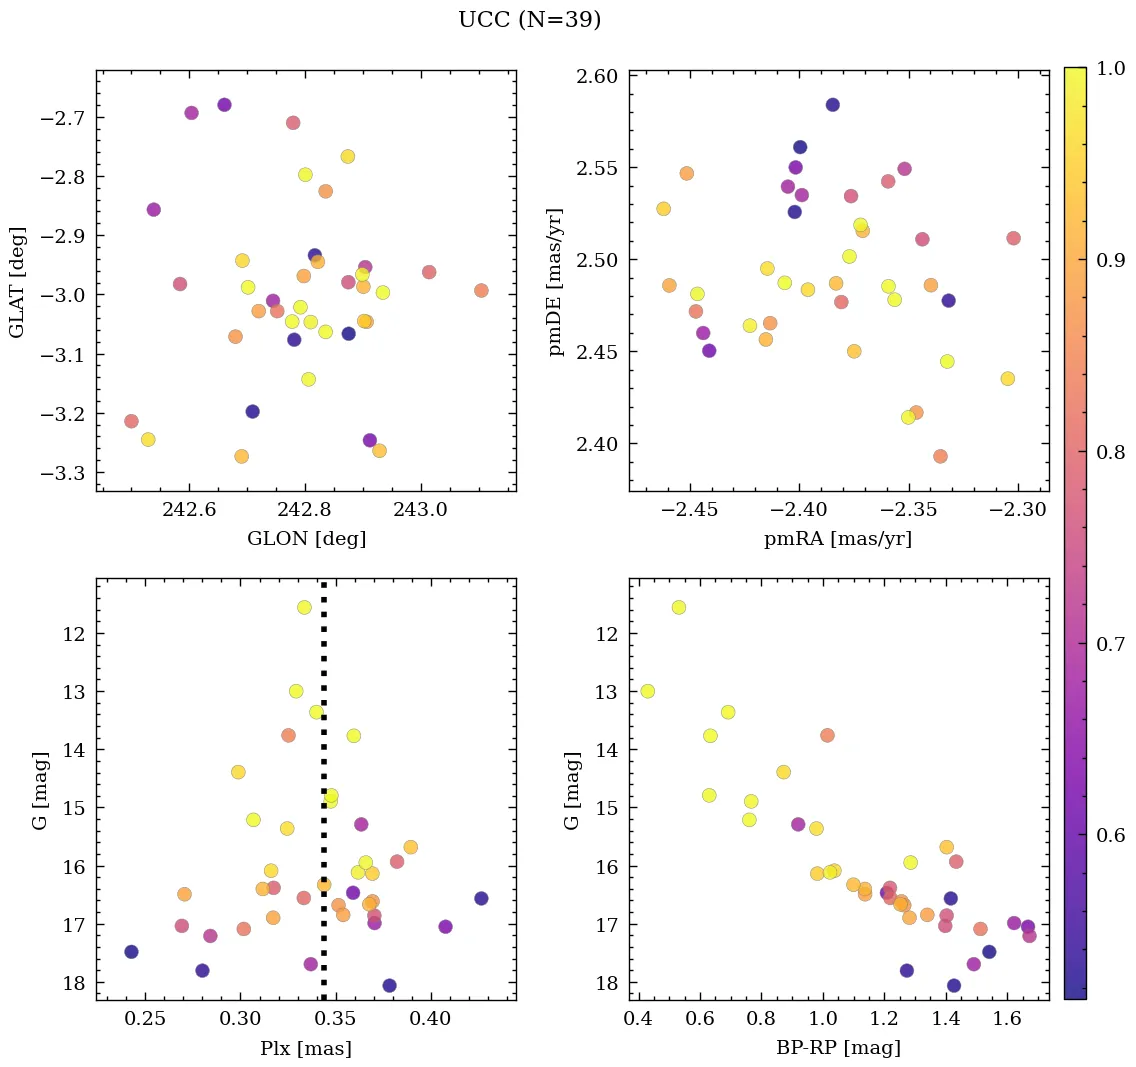 UCC (N=39)
−2.7
−2.8
−2.9
−3.0
−3.1
−3.2
−3.3
GLAT [deg]
242.6 242.8 243.0
GLON [deg]
2.60
2.55
2.50
2.45
2.40
pmDE [mas/yr]
−2.45 −2.40 −2.35 −2.30
pmRA [mas/yr]
12
13
14
15
16
17
18
G [mag]
0.25 0.30 0.35 0.40
Plx [mas]
12
13
14
15
16
17
18
G [mag]
0.4 0.6 0.8 1.0 1.2 1.4 1.6
BP-RP [mag]
1.0
0.9
0.8
0.7
0.6